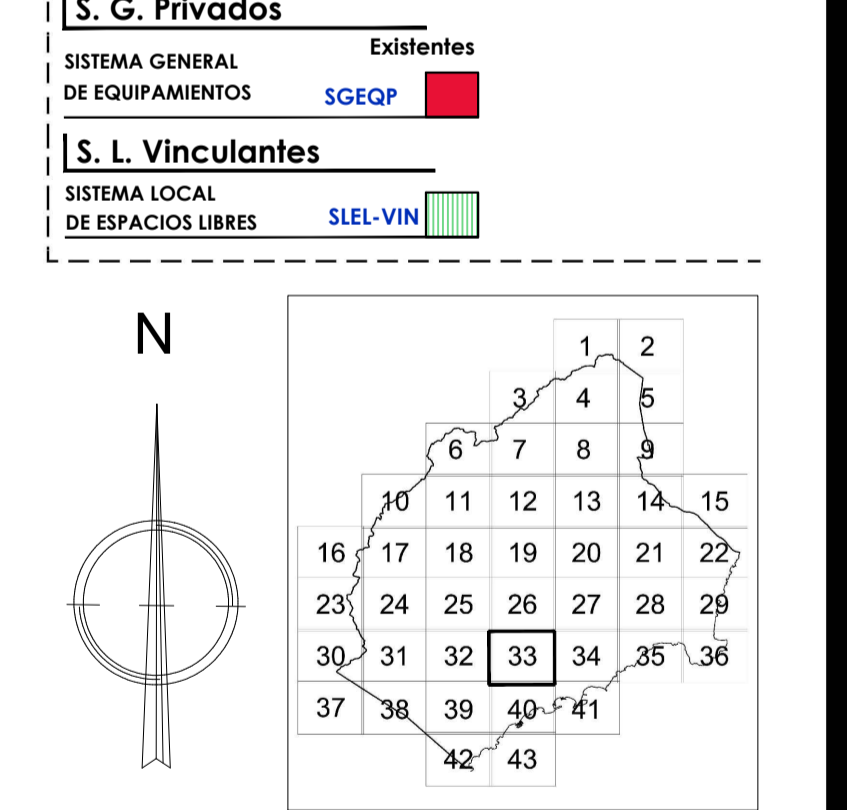 S. G. Privados
Existentes
SISTEMA GENERAL
DE EQUIPAMIENTOS SGEQP
S. L. Vinculantes
SISTEMA LOCAL
DE ESPACIOS LIBRES SLEL-VIN
N
1 2
3 4 5
6 7 8 9
10 11 12 13 14 15
16 17 18 19 20 21 22
23 24 25 26 27 28 29
30 31 32 33 34 35 36
37 38 39 40 41
42 43